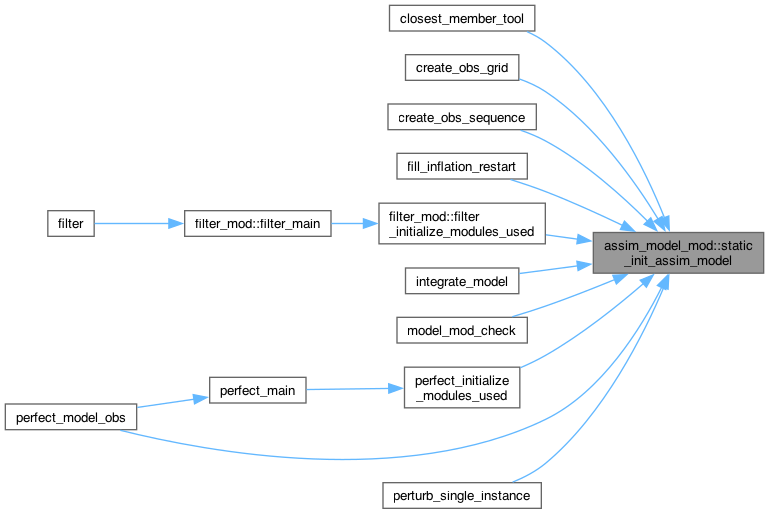 closest_member_tool
create_obs_grid
create_obs_sequence
fill_inflation_restart
filter
filter_mod::filter_main
filter_mod::filter
_initialize_modules_used
assim_model_mod::static
_init_assim_model
integrate_model
model_mod_check
perfect_model_obs
perfect_main
perfect_initialize
_modules_used
perturb_single_instance